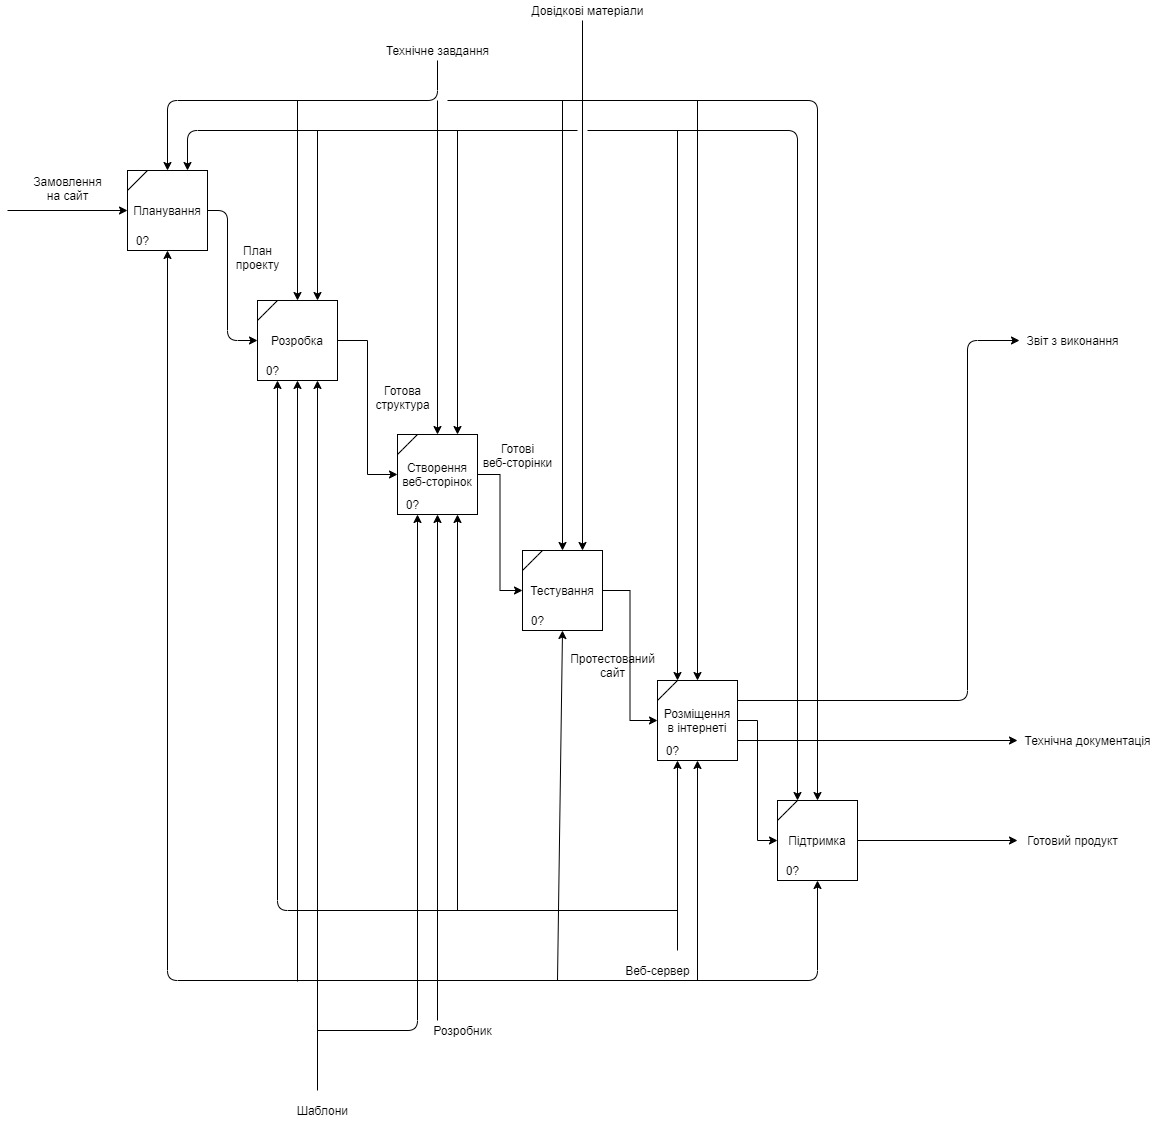 Довідкові матеріали
Технічне завдання
Замовлення
на сайт
Планування
0?
План
проекту
Розробка
0?
Звіт з виконання
Готова
структура
Готові
веб-сторінки
Створення
веб-сторінок
0?
Тестування
0?
Протестований
сайт
Розміщення
в інтернеті
0?
Технічна документація
Підтримка
0?
Готовий продукт
Веб-сервер
Розробник
Шаблони